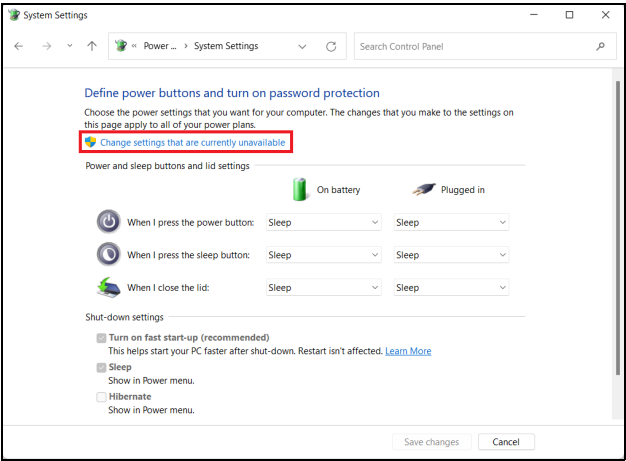 System Settings
« Power ... › System Settings
Search Control Panel
Define power buttons and turn on password protection
Choose the power settings that you want for your computer. The changes that you make to the settings on
this page apply to all of your power plans.
Change settings that are currently unavailable
Power and sleep buttons and lid settings
On battery Plugged in
When I press the power button: Sleep Sleep
When I press the sleep button: Sleep Sleep
When I close the lid: Sleep Sleep
Shut-down settings
Turn on fast start-up (recommended)
This helps start your PC faster after shut-down. Restart isn't affected. Learn More
Sleep
Show in Power menu.
Hibernate
Show in Power menu.
Save changes Cancel